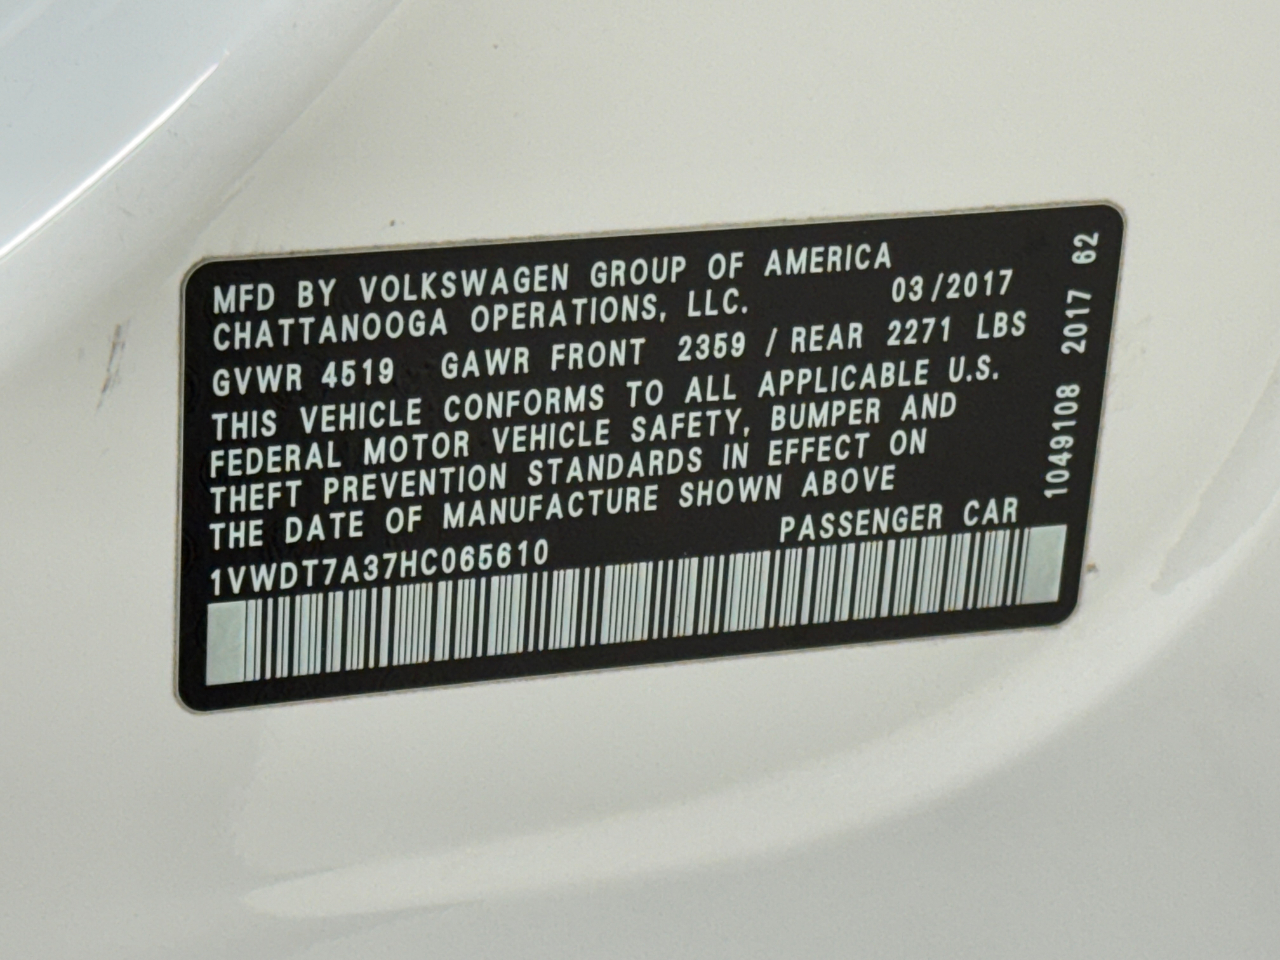 MFD BY VOLKSWAGEN GROUP OF AMERICA
CHATTANOOGA OPERATIONS, LLC. 03/2017
GVWR 4519 GAWR FRONT 2359 / REAR 2271 LBS
THIS VEHICLE CONFORMS TO ALL APPLICABLE U.S.
FEDERAL MOTOR VEHICLE SAFETY, BUMPER AND
THEFT PREVENTION STANDARDS IN EFFECT ON
THE DATE OF MANUFACTURE SHOWN ABOVE
PASSENGER CAR
1VWDT7A37HC065610
1049108 2017 62